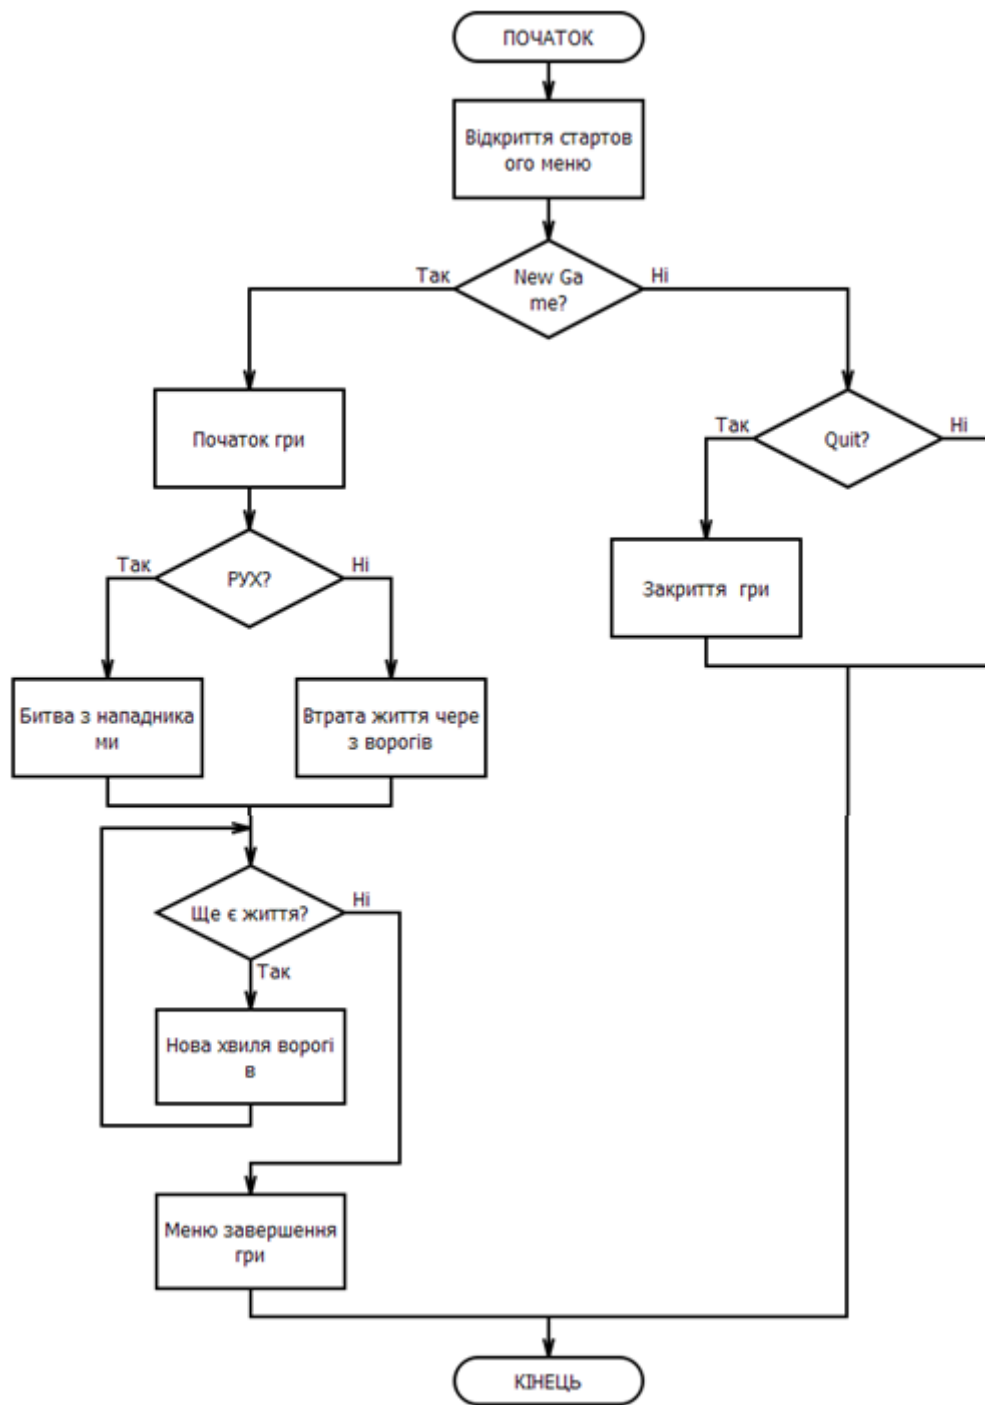 ПОЧАТОК
Відкриття стартов
ого меню
New Ga
me?
Так
Ні
Початок гри
Quit?
Так
Ні
РУХ?
Так
Ні
Закриття гри
Битва з нападника
ми
Втрата життя чере
з ворогів
Ще є життя?
Ні
Так
Нова хвиля ворогі
в
Меню завершення
гри
КІНЕЦЬ